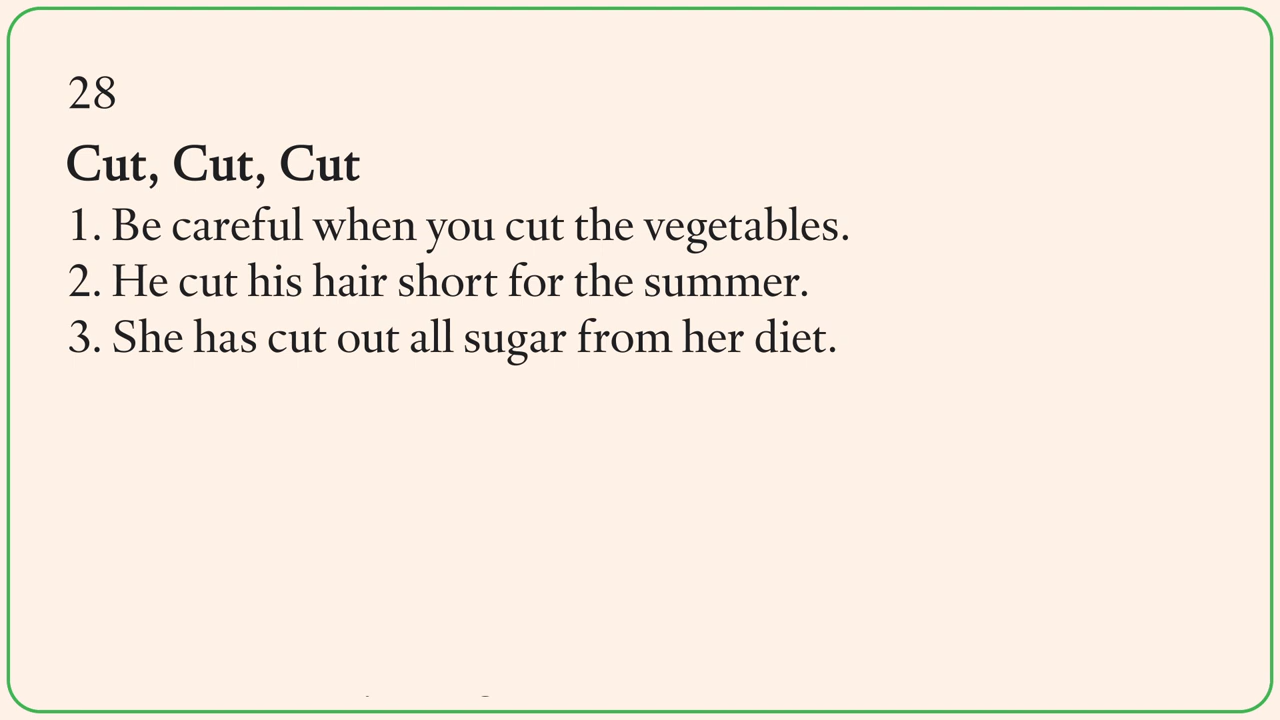 28
Cut, Cut, Cut
1. Be careful when you cut the vegetables.
2. He cut his hair short for the summer.
3. She has cut out all sugar from her diet.